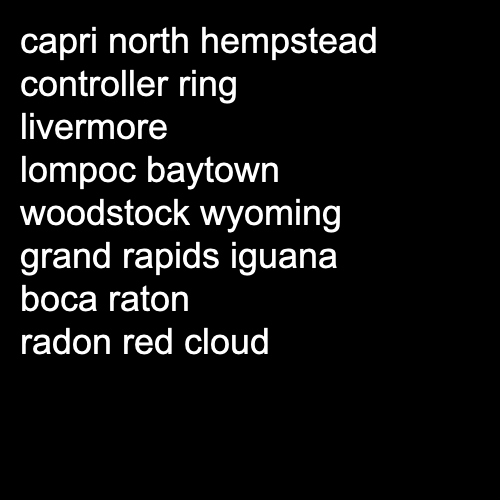 capri north hempstead
controller ring
livermore
lompoc baytown
woodstock wyoming
grand rapids iguana
boca raton
radon red cloud